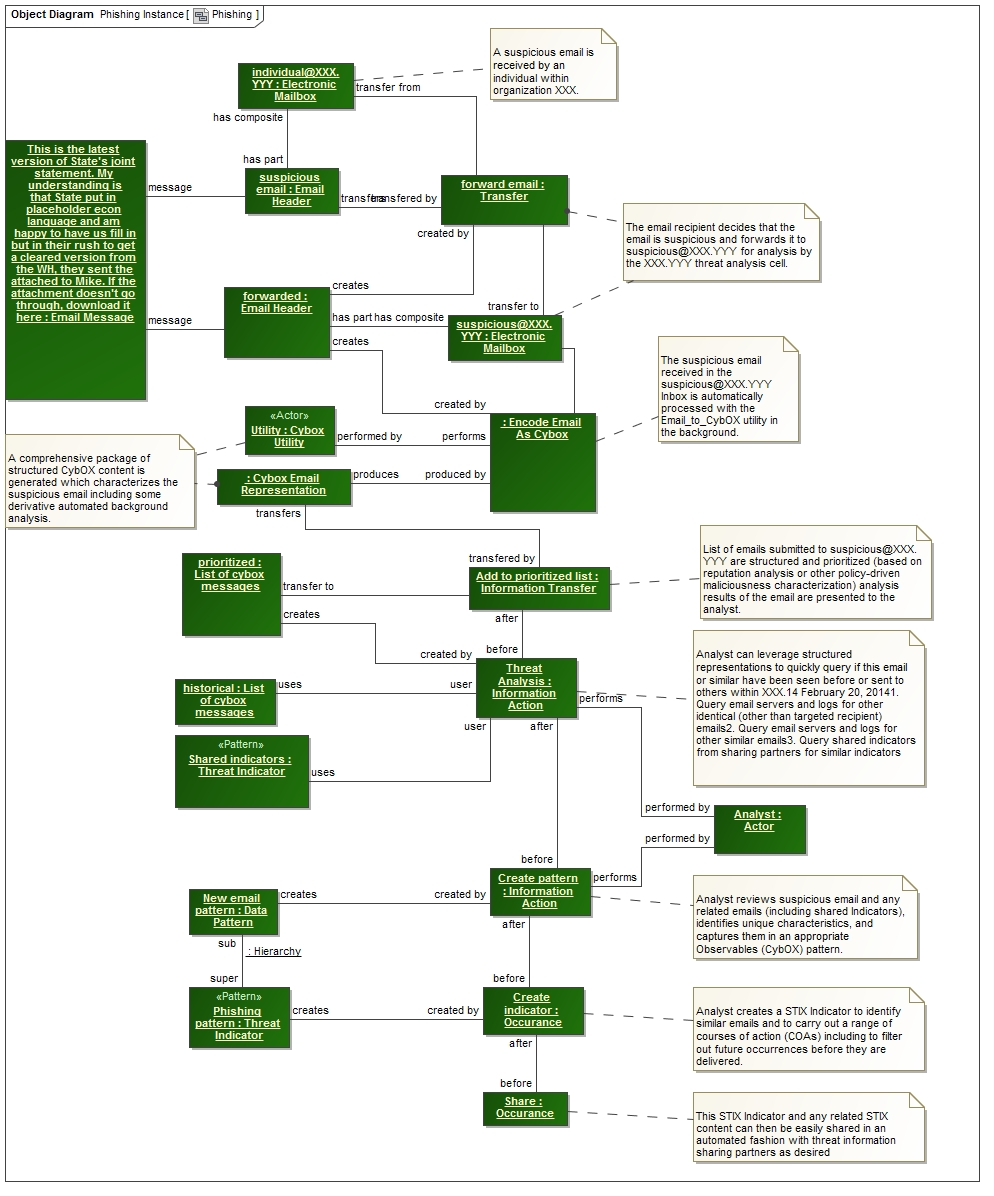 Object Diagram Phishing Instance [ Phishing ]
A suspicious email is
received by an
individual within
organization XXX.
individual@XXX.
YYY : Electronic
Mailbox
transfer from
has composite
This is the latest
version of State's joint
statement. My
understanding is
that State put in
placeholder econ
language and am
happy to have us fill in
but in their rush to get
a cleared version from
the WH, they sent the
attached to Mike. If the
attachment doesn't go
through, download it
here : Email Message
has part
message
suspicious
email : Email
Header
transfers
transfered by
forward email :
Transfer
created by
The email recipient decides that the
email is suspicious and forwards it to
suspicious@XXX.YYY for analysis by
the XXX.YYY threat analysis cell.
creates
forwarded :
Email Header
transfer to
message
has part
has composite
suspicious@XXX.
YYY : Electronic
Mailbox
creates
The suspicious email
received in the
suspicious@XXX.YYY
Inbox is automatically
processed with the
Email_to_CybOX utility in
the background.
created by
«Actor»
Utility : Cybox
Utility
performed by
performs
: Encode Email
As Cybox
A comprehensive package of
structured CybOX content is
generated which characterizes the
suspicious email including some
derivative automated background
analysis.
: Cybox Email
Representation
produces
produced by
transfers
transfered by
List of emails submitted to suspicious@XXX.
YYY are structured and prioritized (based on
reputation analysis or other policy-driven
maliciousness characterization) analysis
results of the email are presented to the
analyst.
prioritized :
List of cybox
messages
transfer to
Add to prioritized list :
Information Transfer
creates
after
before
created by
Threat
Analysis :
Information
Action
Analyst can leverage structured
representations to quickly query if this email
or similar have been seen before or sent to
others within XXX.14 February 20, 20141.
Query email servers and logs for other
identical (other than targeted recipient)
emails2. Query email servers and logs for
other similar emails3. Query shared indicators
from sharing partners for similar indicators
historical : List
of cybox
messages
uses
user
performs
user
after
«Pattern»
Shared indicators :
Threat Indicator
uses
performed by
Analyst :
Actor
performed by
before
Create pattern
: Information
Action
performs
New email
pattern : Data
Pattern
creates
created by
Analyst reviews suspicious email and any
related emails (including shared Indicators),
identifies unique characteristics, and
captures them in an appropriate
Observables (CybOX) pattern.
after
sub
: Hierarchy
super
before
«Pattern»
Phishing
pattern : Threat
Indicator
creates
created by
Create
indicator :
Occurance
Analyst creates a STIX Indicator to identify
similar emails and to carry out a range of
courses of action (COAs) including to filter
out future occurrences before they are
delivered.
after
before
Share :
Occurance
This STIX Indicator and any related STIX
content can then be easily shared in an
automated fashion with threat information
sharing partners as desired